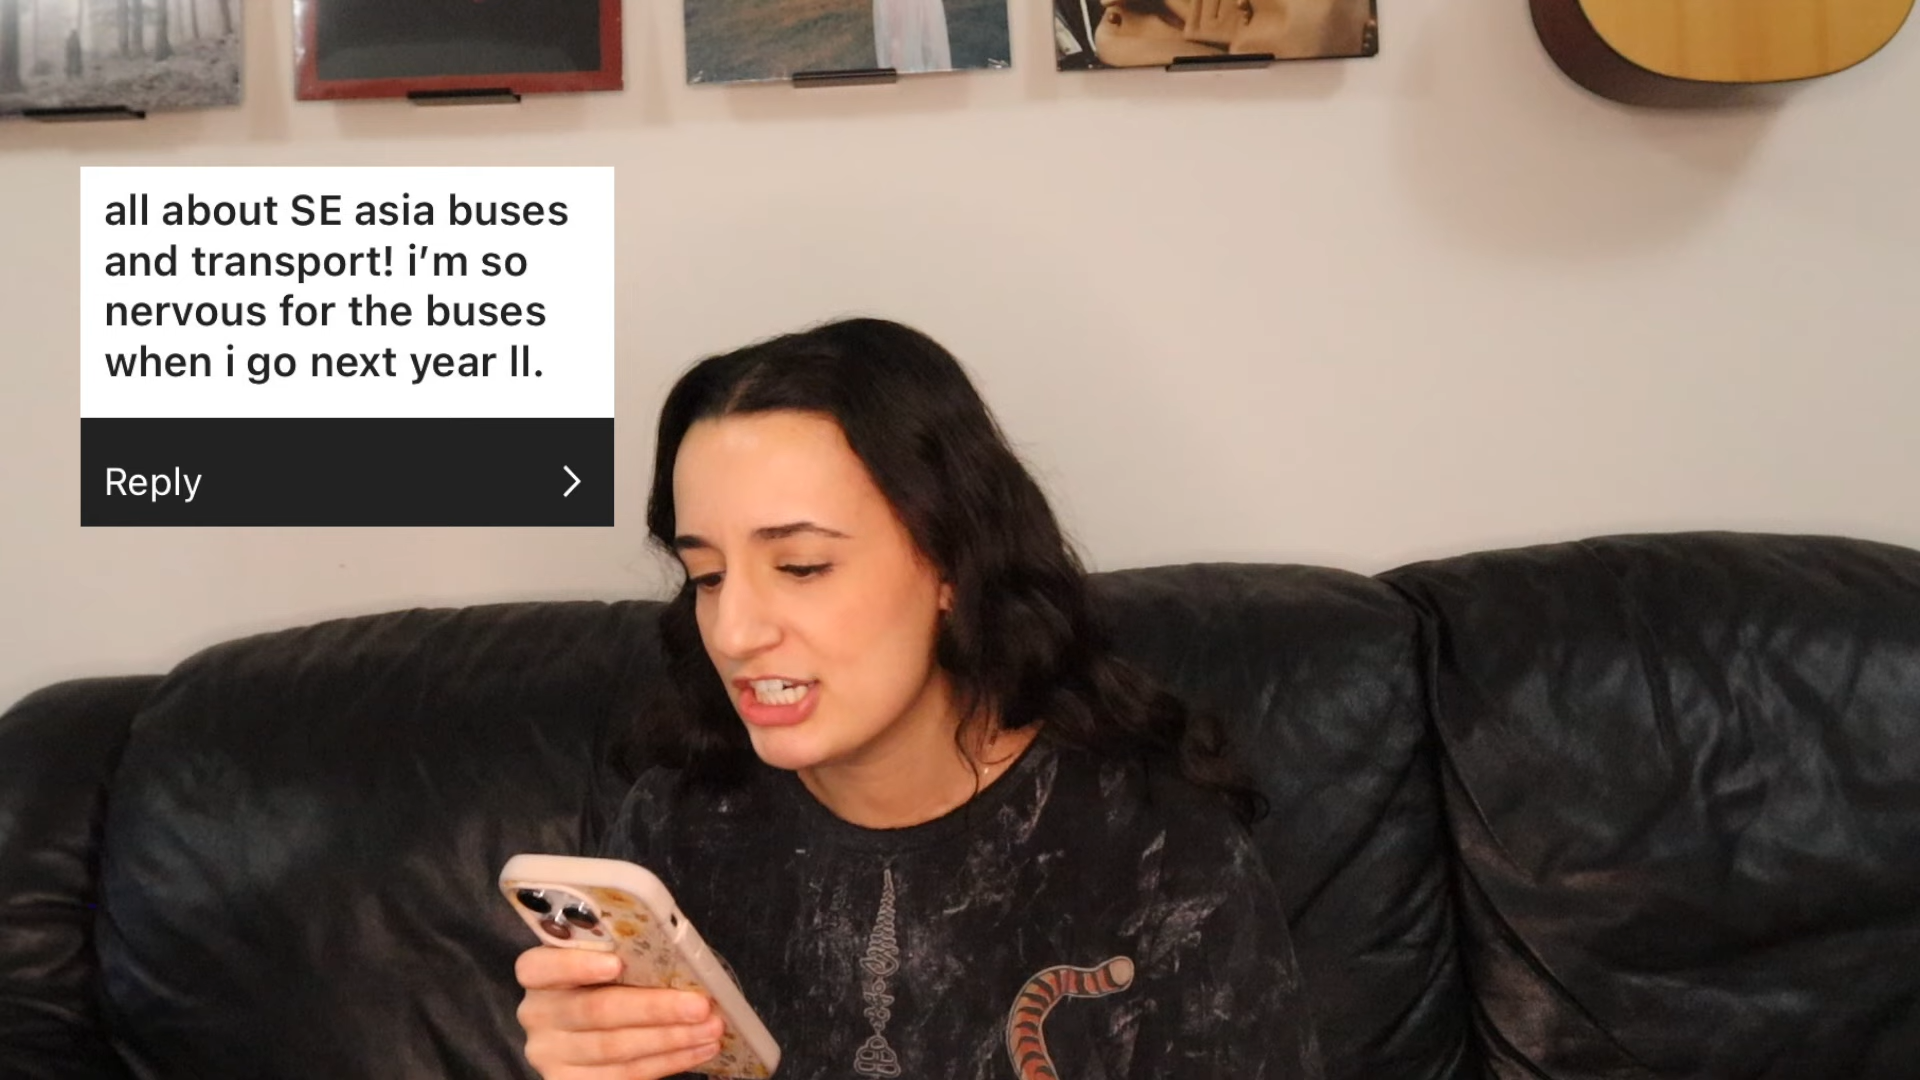 all about SE asia buses
and transport! i’m so
nervous for the buses
when i go next year ll.
Reply